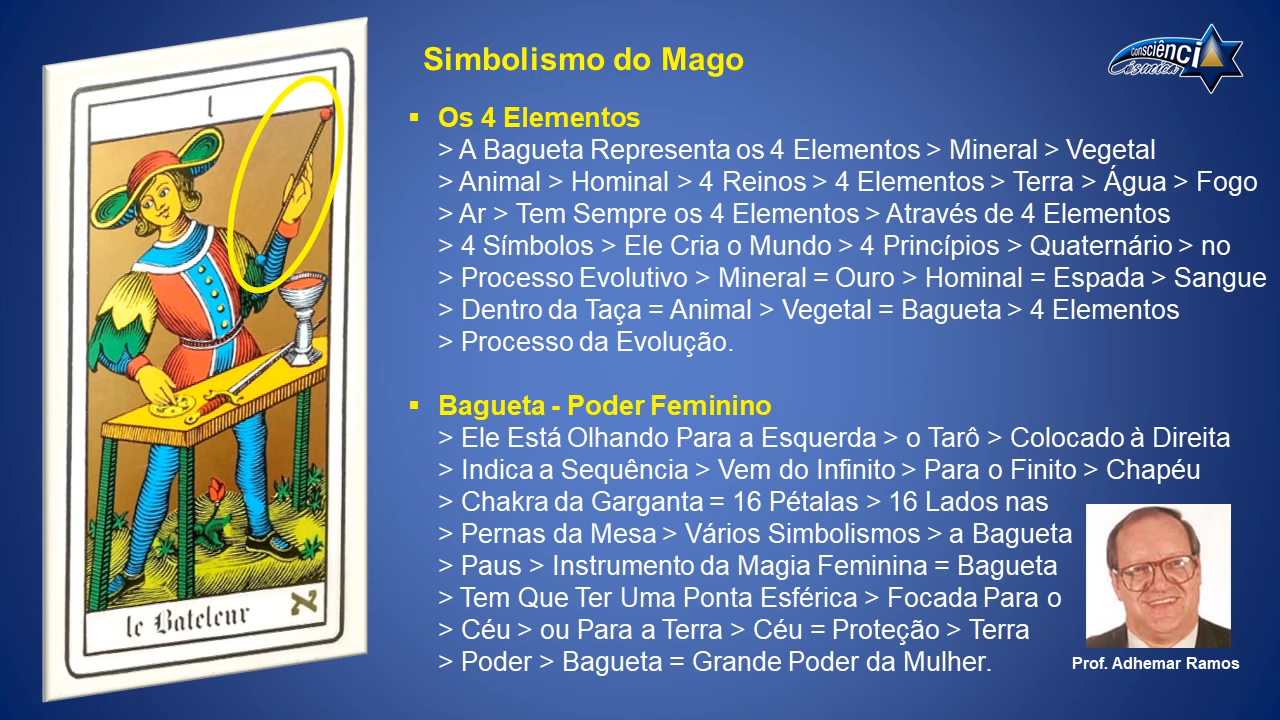 Simbolismo do Mago
consciênci
Cósmica
I
▪ Os 4 Elementos
> A Bagueta Representa os 4 Elementos > Mineral > Vegetal
> Animal > Hominal > 4 Reinos > 4 Elementos > Terra > Água > Fogo
> Ar > Tem Sempre os 4 Elementos > Através de 4 Elementos
> 4 Símbolos > Ele Cria o Mundo > 4 Princípios > Quaternário > no
> Processo Evolutivo > Mineral = Ouro > Hominal = Espada > Sangue
> Dentro da Taça = Animal > Vegetal = Bagueta > 4 Elementos
> Processo da Evolução.
▪ Bagueta - Poder Feminino
> Ele Está Olhando Para a Esquerda > o Tarô > Colocado à Direita
> Indica a Sequência > Vem do Infinito > Para o Finito > Chapéu
> Chakra da Garganta = 16 Pétalas > 16 Lados nas
> Pernas da Mesa > Vários Simbolismos > a Bagueta
> Paus > Instrumento da Magia Feminina = Bagueta
> Tem Que Ter Uma Ponta Esférica > Focada Para o
> Céu > ou Para a Terra > Céu = Proteção > Terra
> Poder > Bagueta = Grande Poder da Mulher.
le Bateleur א
Prof. Adhemar Ramos